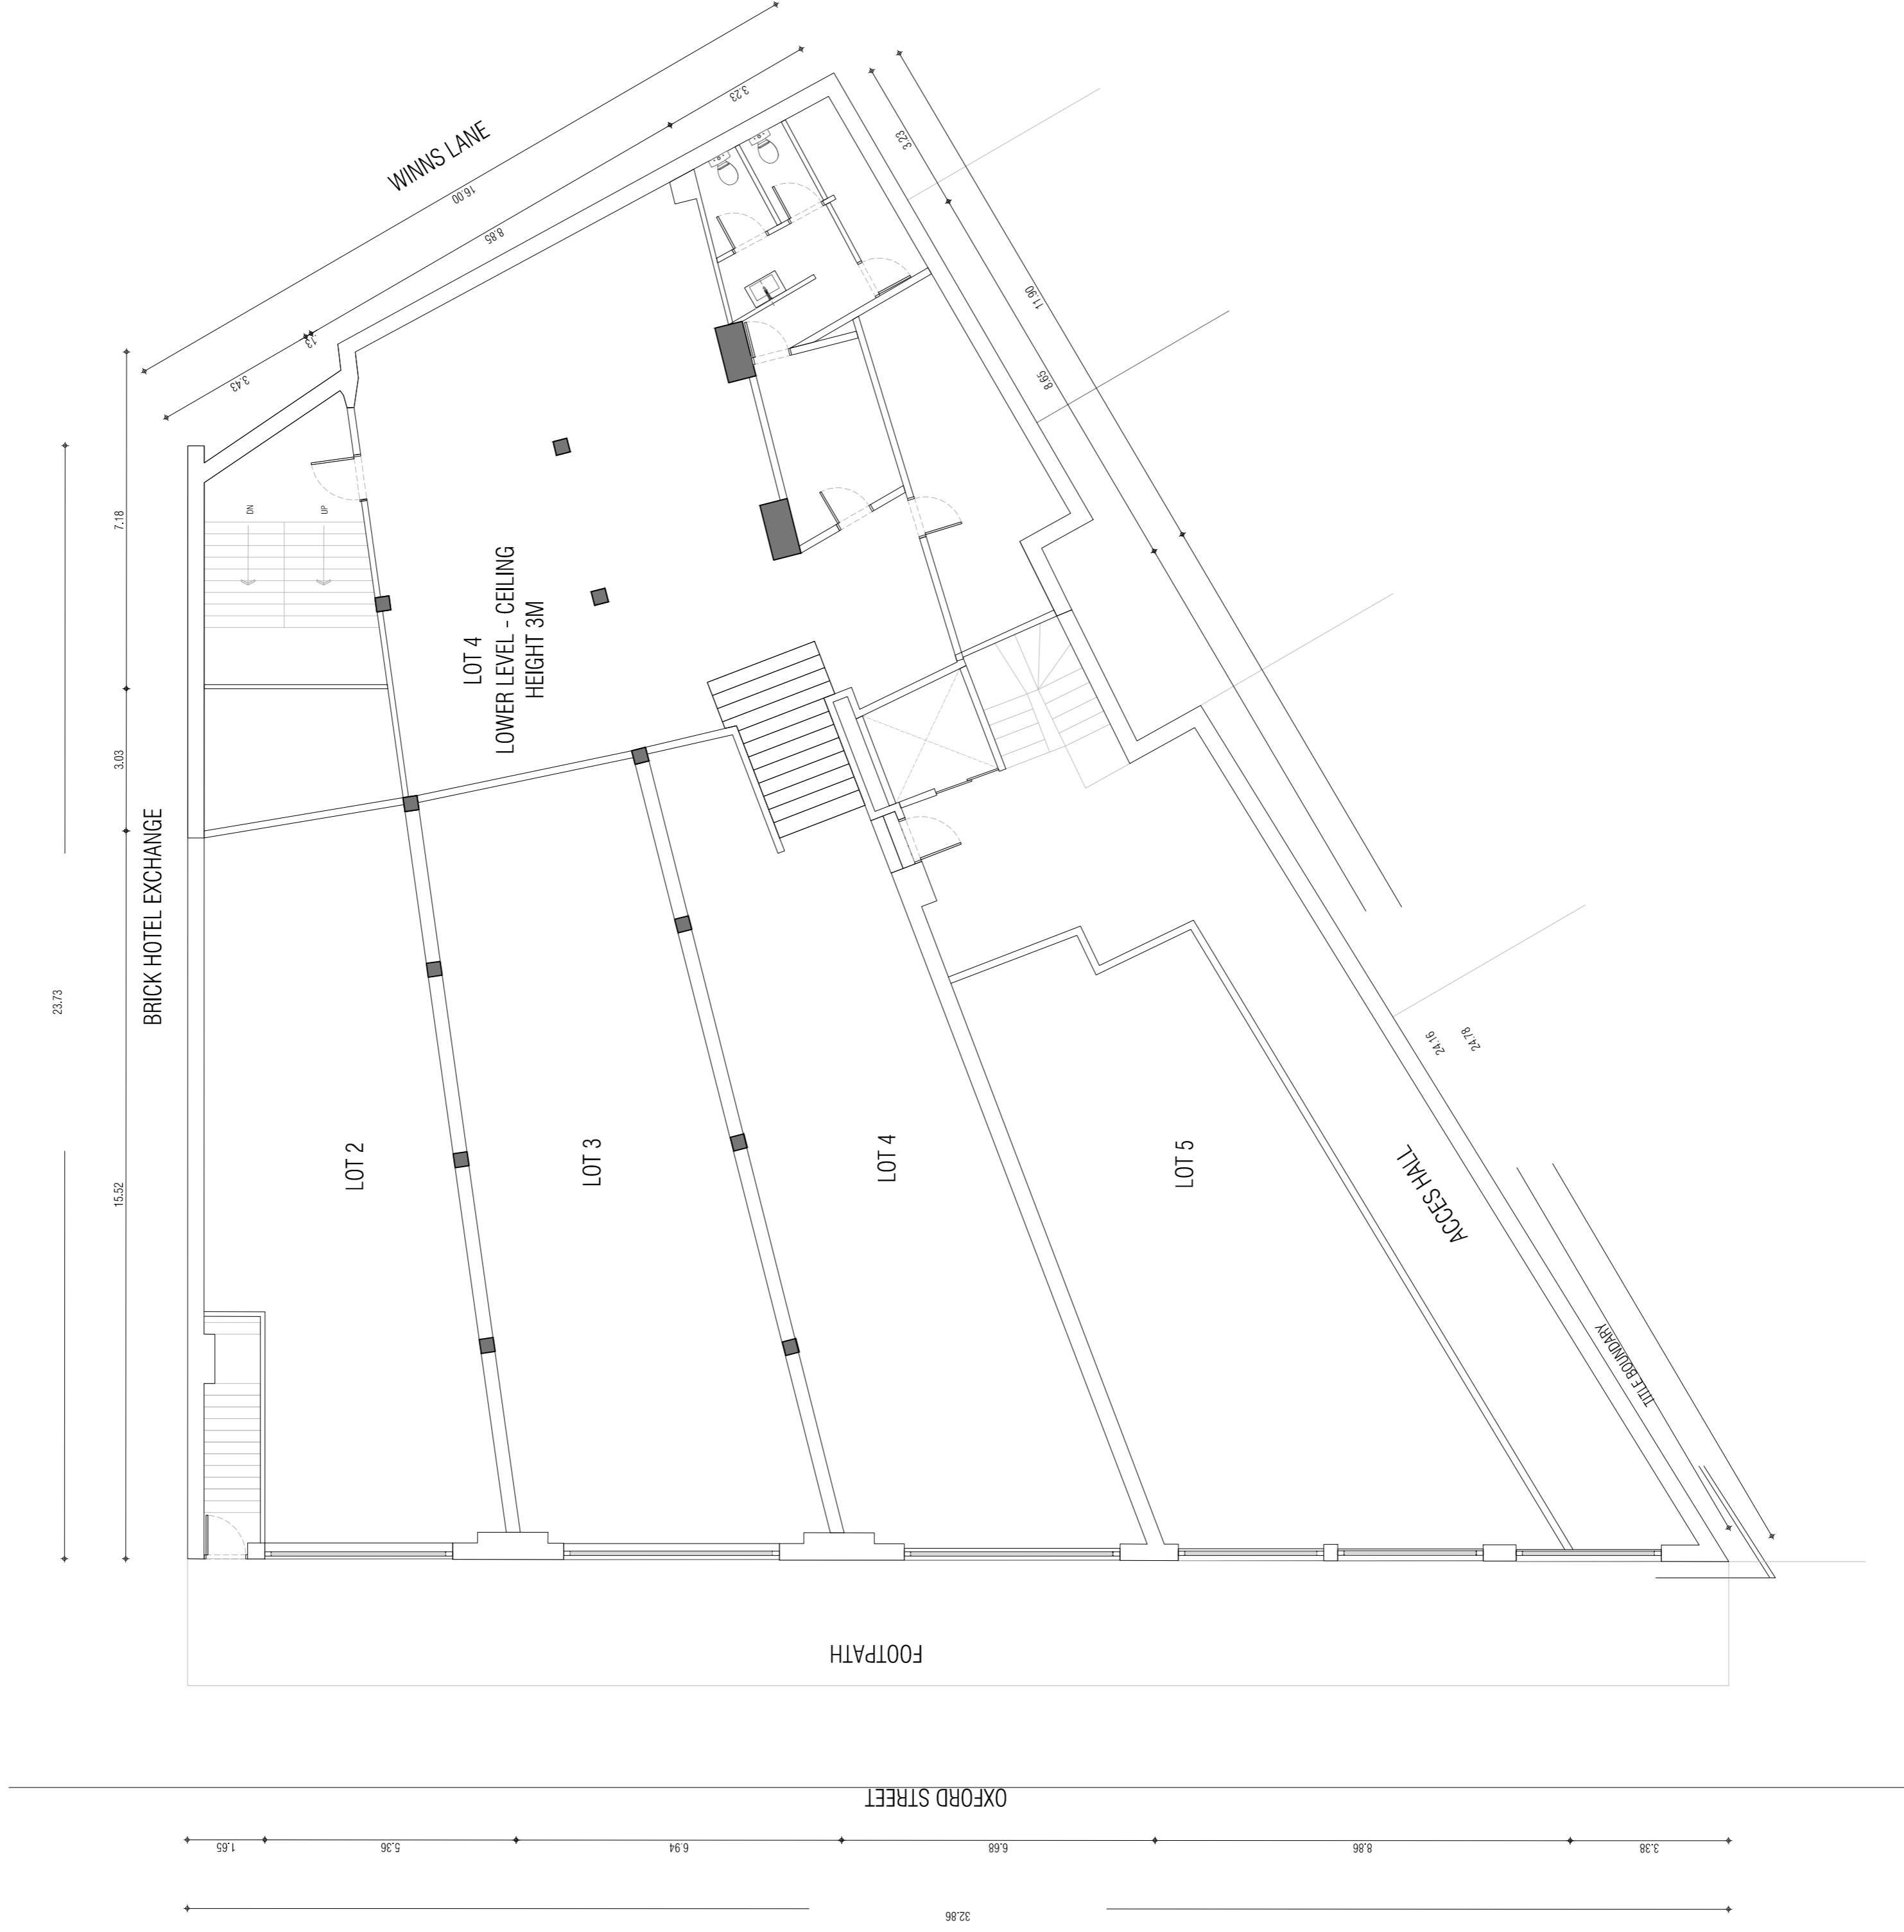 WINNS LANE
16.00
3.23
8.85
.13
3.43
3.23
11.90
8.65
7.18
DN
UP
LOT 4
LOWER LEVEL - CEILING
HEIGHT 3M
3.03
BRICK HOTEL EXCHANGE
23.73
15.52
LOT 2
LOT 3
LOT 4
LOT 5
ACCES HALL
24.16
24.78
TITLE BOUNDARY
FOOTPATH
OXFORD STREET
1.65
5.36
6.94
6.68
8.86
3.38
32.86